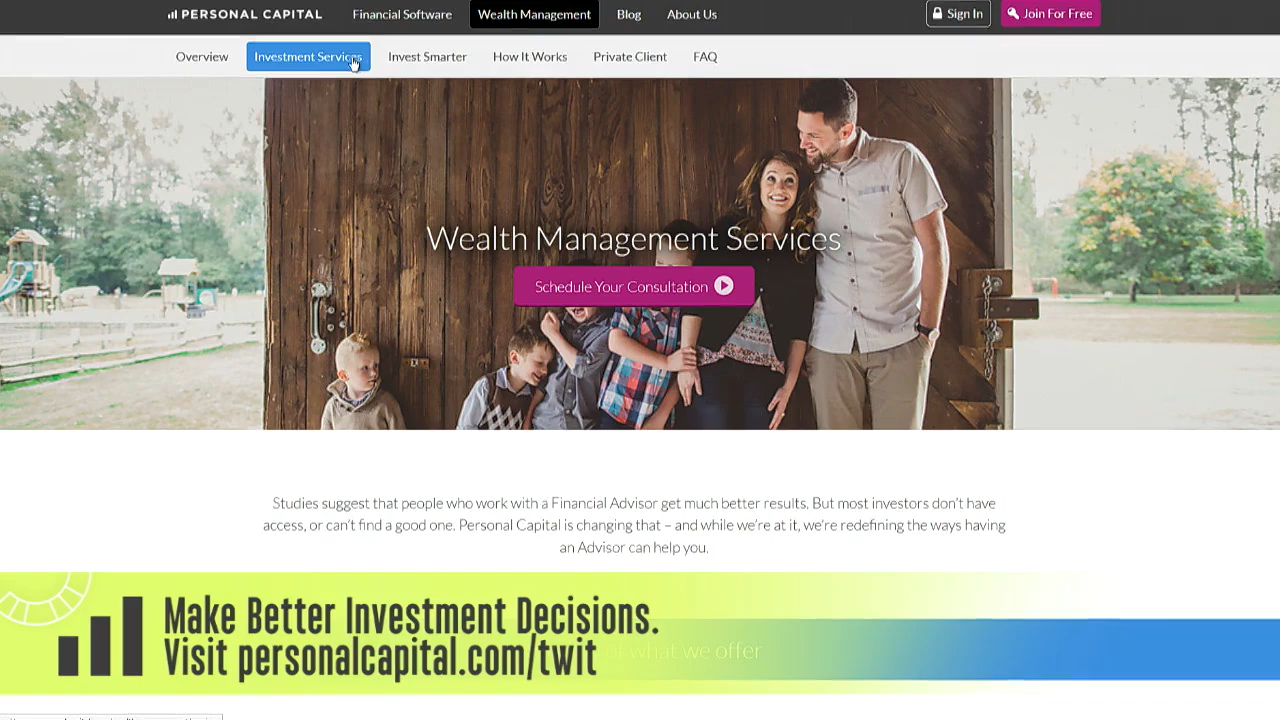 PERSONAL CAPITAL Financial Software Wealth Management Blog About Us Sign In Join For Free
Overview Investment Services Invest Smarter How It Works Private Client FAQ
Wealth Management Services
Schedule Your Consultation
Studies suggest that people who work with a Financial Advisor get much better results. But most investors don't have
access, or can't find a good one. Personal Capital is changing that – and while we're at it, we're redefining the ways having
an Advisor can help you.
Make Better Investment Decisions.
Visit personalcapital.com/twit
of what we offer